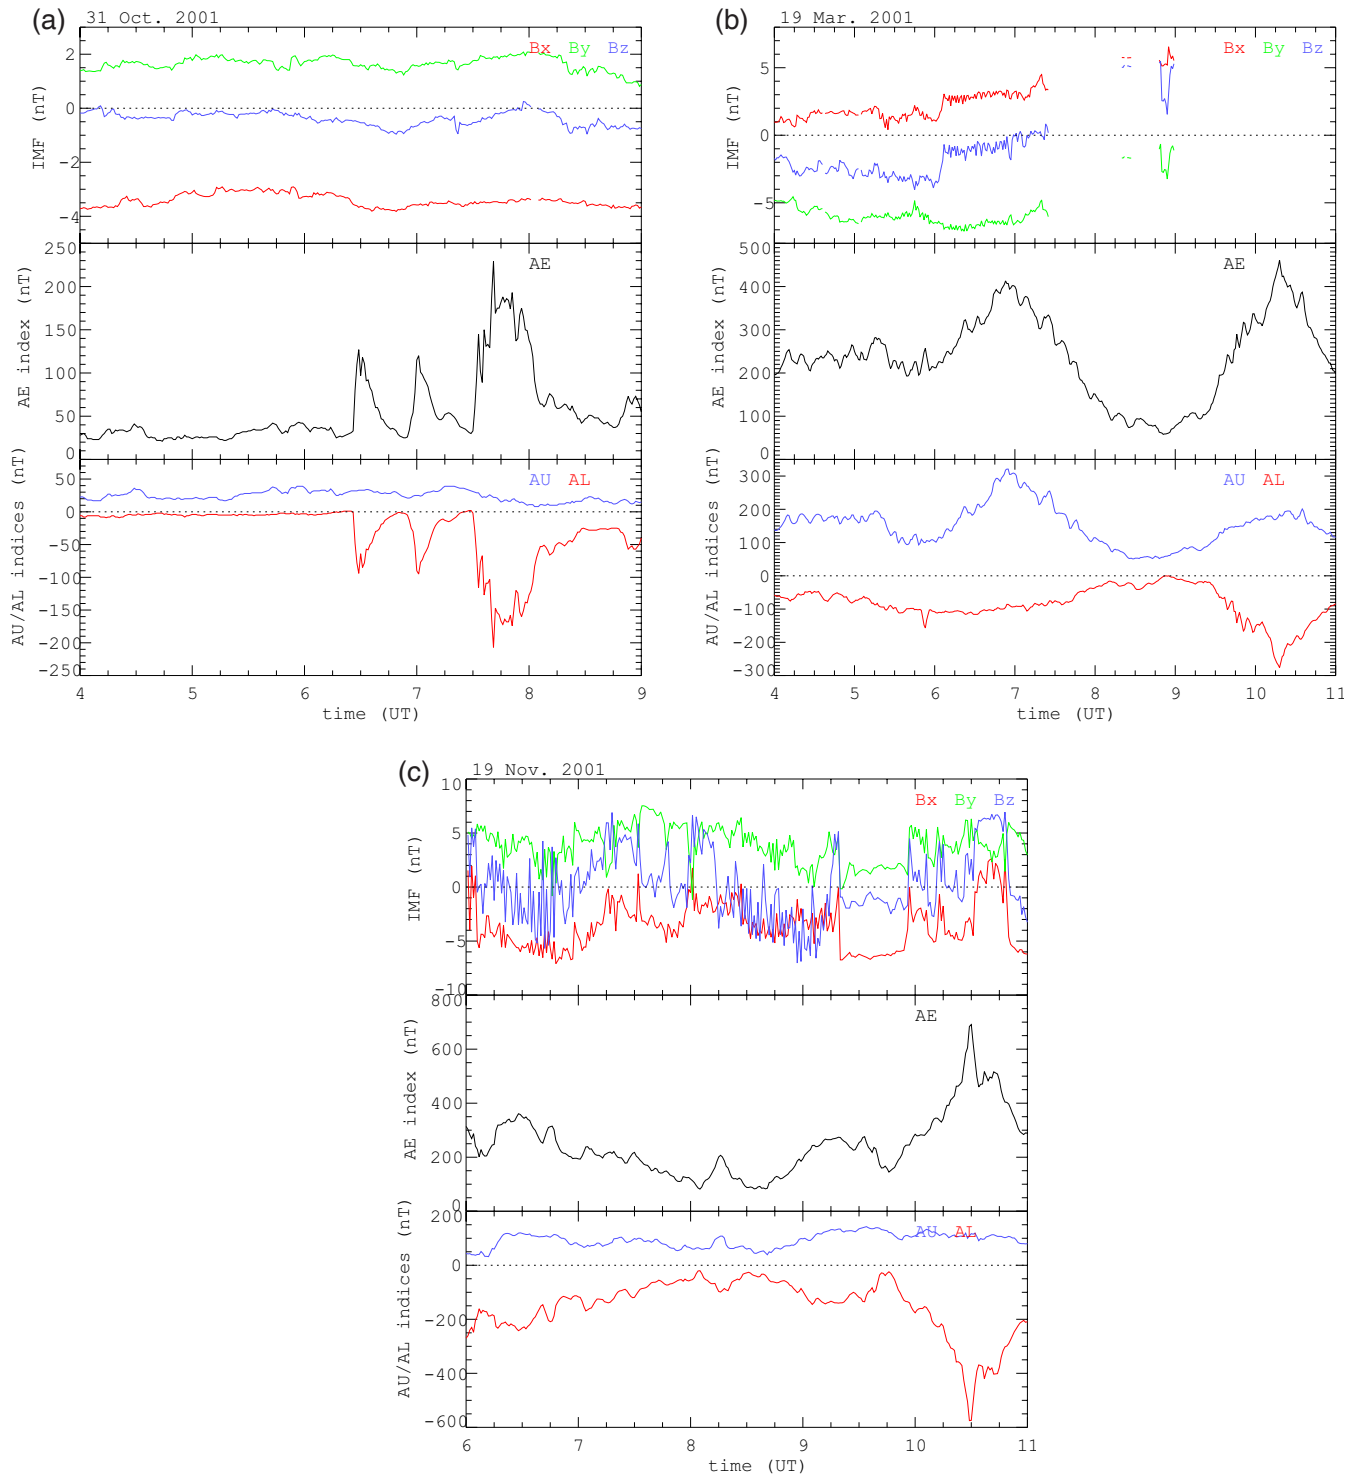 (a) 31 Oct. 2001
Bx By Bz
2
0
−2
−4
IMF (nT)
AE
250
200
150
100
50
0
AE index (nT)
AU AL
50
0
−50
−100
−150
−200
−250
AU/AL indices (nT)
4 5 6 7 8 9
time (UT)
(b) 19 Mar. 2001
Bx By Bz
5
0
−5
IMF (nT)
AE
500
400
300
200
100
0
AE index (nT)
AU AL
300
200
100
0
−100
−200
−300
AU/AL indices (nT)
4 5 6 7 8 9 10 11
time (UT)
(c) 19 Nov. 2001
Bx By Bz
10
5
0
−5
−10
IMF (nT)
AE
800
600
400
200
0
AE index (nT)
AU AL
200
0
−200
−400
−600
AU/AL indices (nT)
6 7 8 9 10 11
time (UT)